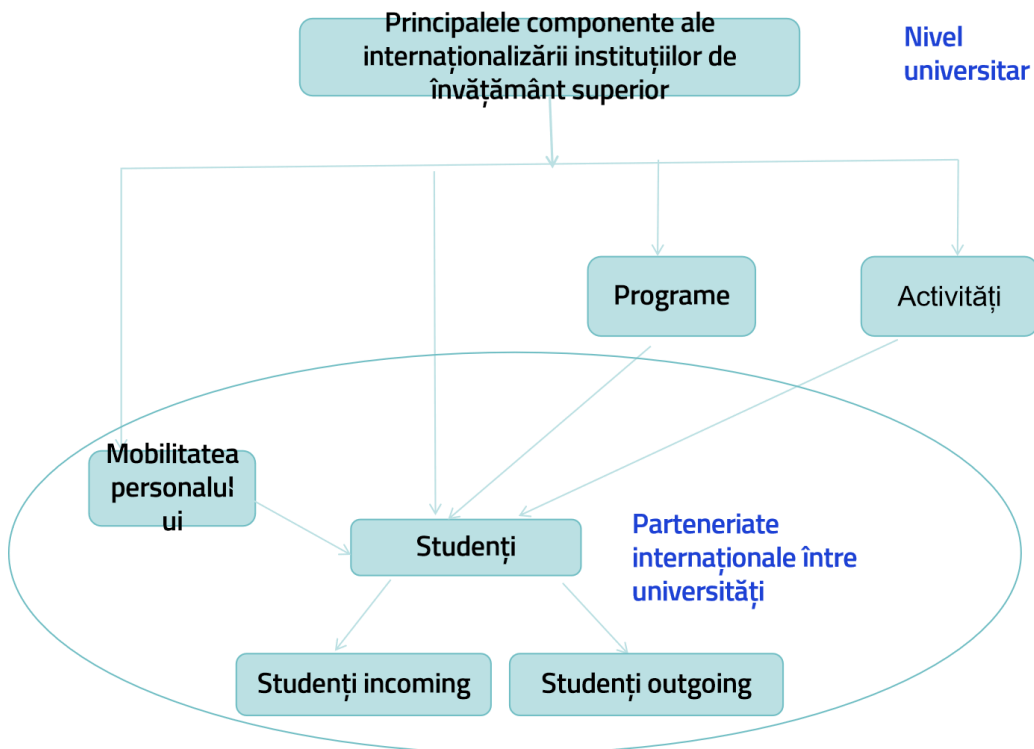 Principalele componente ale
internaționalizării instituțiilor de
învățământ superior
Nivel
universitar
Programe
Activități
Mobilitatea
personalul
ui
Studenți
Parteneriate
internaționale între
universități
Studenți incoming
Studenți outgoing